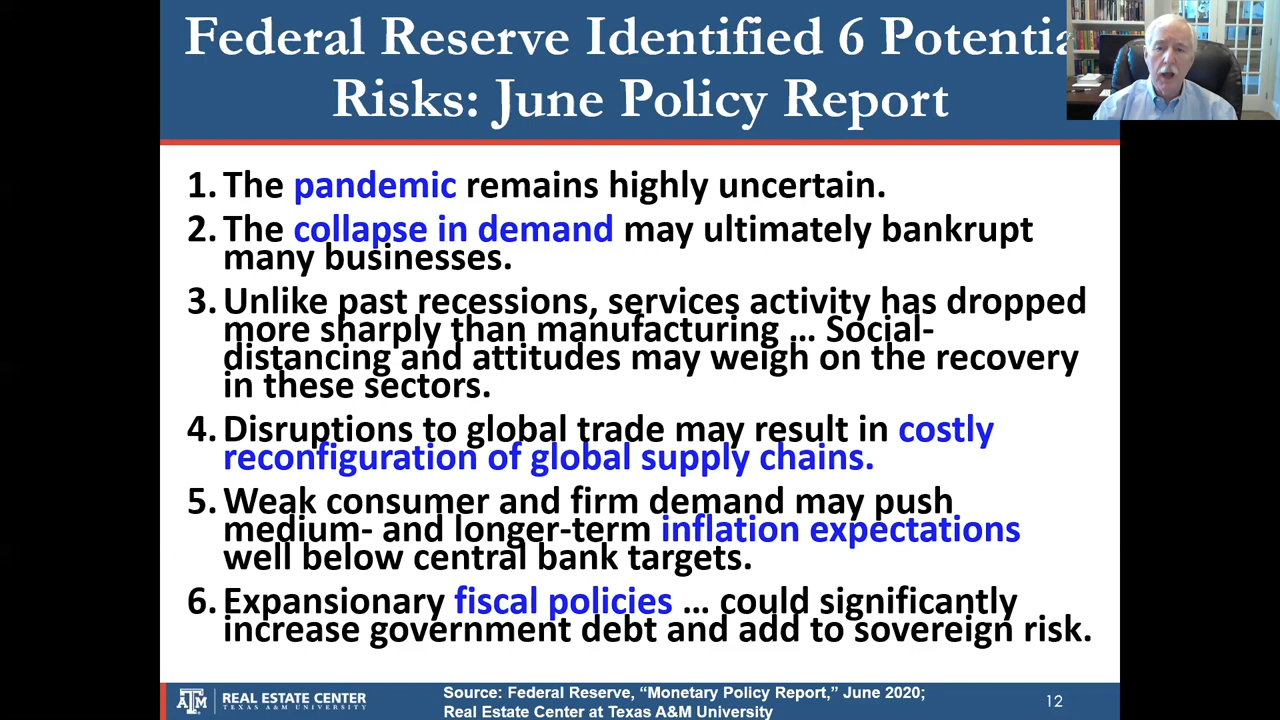 Federal Reserve Identified 6 Potentia
Risks: June Policy Report
1. The pandemic remains highly uncertain.
2. The collapse in demand may ultimately bankrupt
many businesses.
3. Unlike past recessions, services activity has dropped
more sharply than manufacturing … Social-
distancing and attitudes may weigh on the recovery
in these sectors.
4. Disruptions to global trade may result in costly
reconfiguration of global supply chains.
5. Weak consumer and firm demand may push
medium- and longer-term inflation expectations
well below central bank targets.
6. Expansionary fiscal policies … could significantly
increase government debt and add to sovereign risk.
ATM REAL ESTATE CENTER
TEXAS A&M UNIVERSITY
Source: Federal Reserve, “Monetary Policy Report,” June 2020;
Real Estate Center at Texas A&M University
12